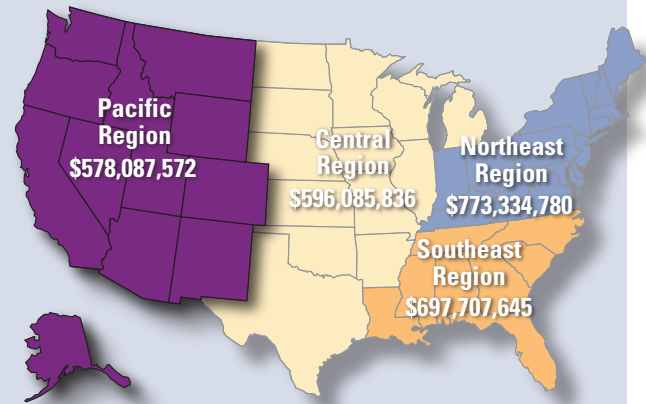 Pacific
Region
$578,087,572
Central
Region
$596,085,836
Northeast
Region
$773,334,780
Southeast
Region
$697,707,645